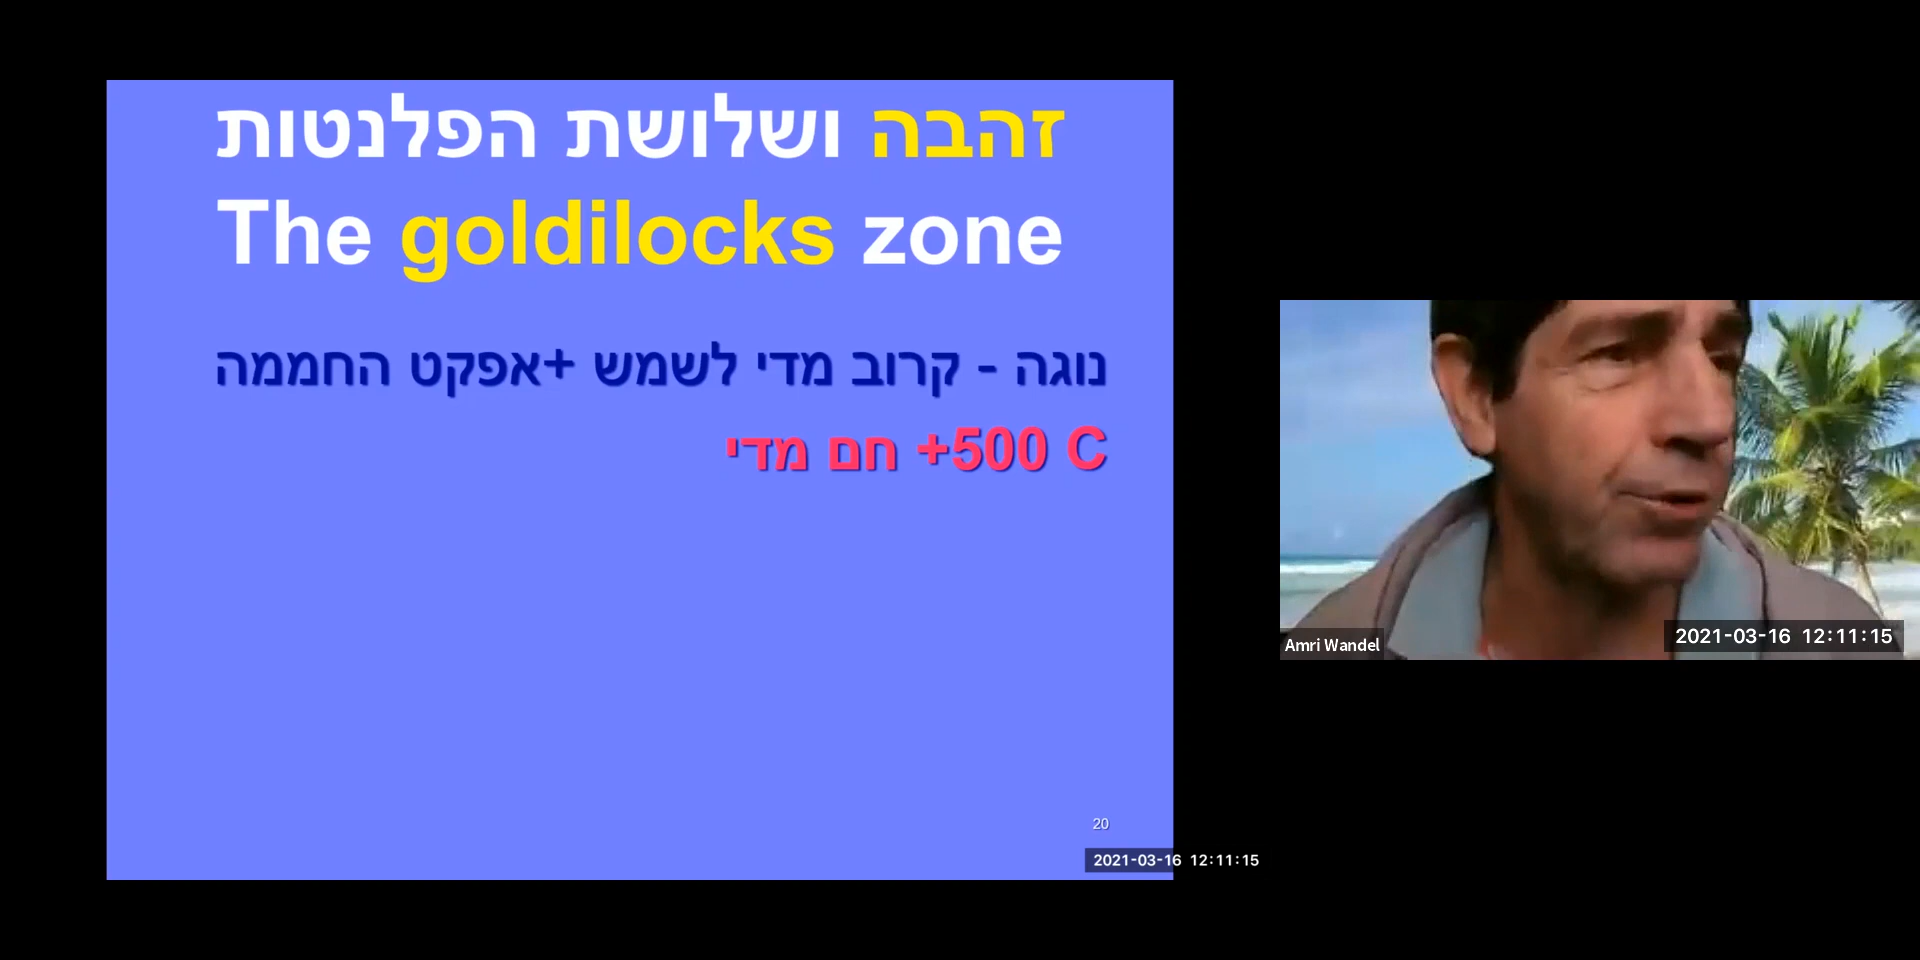 זהבה ושלושת הפלנטות
The goldilocks zone
נוגה - קרוב מדי לשמש +אפקט החממה
500 C+ חם מדי
20
2021-03-16 12:11:15
Amri Wandel
2021-03-16 12:11:15